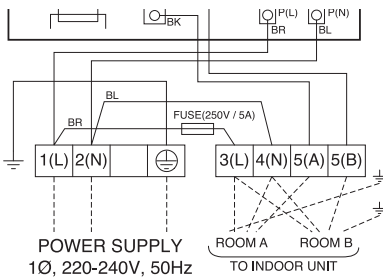 P(L) P(N)
BK BR BL
BL
BR FUSE(250V / 5A)
1(L) 2(N) 3(L) 4(N) 5(A) 5(B)
ROOM A ROOM B
POWER SUPPLY TO INDOOR UNIT
1Ø, 220-240V, 50Hz